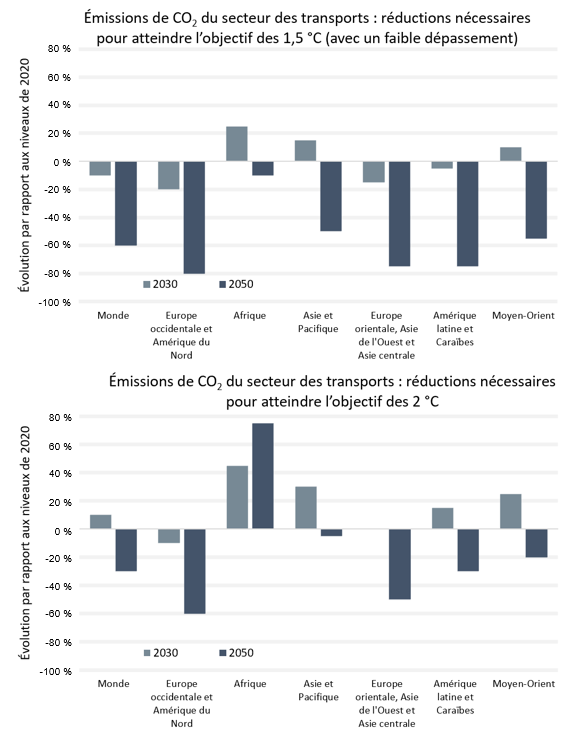 Émissions de CO2 du secteur des transports : réductions nécessaires
pour atteindre l'objectif des 1,5 °C (avec un faible dépassement)
Évolution par rapport aux niveaux de 2020
80 %
60 %
40 %
20 %
0 %
-20 %
-40 %
-60 %
-80 %
-100 %
2030 2050
Monde
Europe
occidentale et
Amérique du
Nord
Afrique
Asie et
Pacifique
Europe
orientale, Asie
de l'Ouest et
Asie centrale
Amérique
latine et
Caraïbes
Moyen-Orient
Émissions de CO2 du secteur des transports : réductions nécessaires
pour atteindre l'objectif des 2 °C
Évolution par rapport aux niveaux de 2020
80 %
60 %
40 %
20 %
0 %
-20 %
-40 %
-60 %
-80 %
-100 %
2030 2050
Monde
Europe
occidentale et
Amérique du
Nord
Afrique
Asie et
Pacifique
Europe
orientale, Asie
de l'Ouest et
Asie centrale
Amérique
latine et
Caraïbes
Moyen-Orient